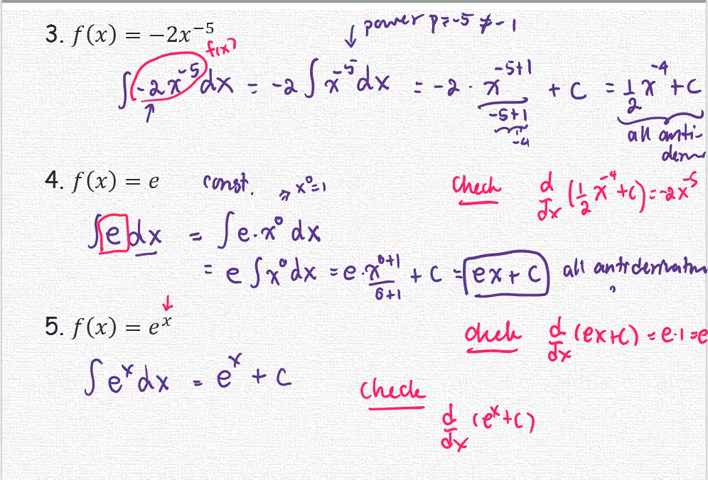 3. f(x) = −2x⁻⁵
f(x)?
power p=-5 ≠ -1
∫ -2x⁻⁵ dx = -2 ∫ x⁻⁵ dx = -2 · x⁻⁵⁺¹/(-5+1) + C = 1/2 x⁻⁴ + C
-4
all anti-
deriv
4. f(x) = e const. x⁰=1
Check d/dx (1/2 x⁻⁴ + C) = -2x⁻⁵
∫ e dx = ∫ e · x⁰ dx
= e ∫ x⁰ dx = e · x⁰⁺¹/(0+1) + C = ex + C all antiderivative
5. f(x) = eˣ
check d/dx (ex + C) = e·1 = e
∫ eˣ dx = eˣ + C
Check
d/dx (eˣ + C)